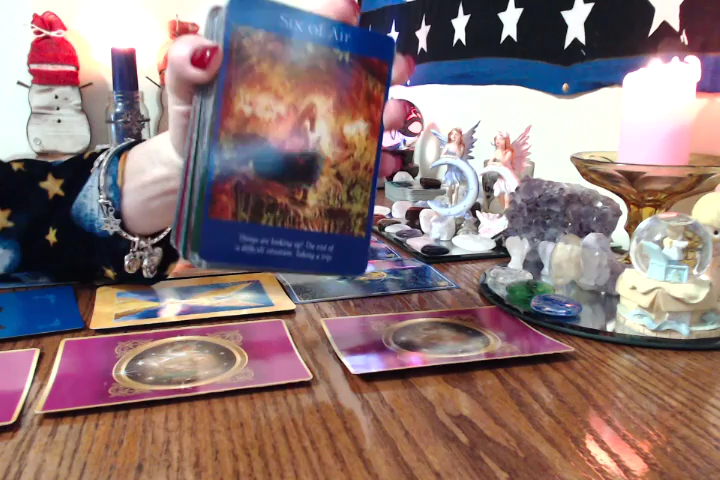 Six of Air
Things are looking up! The end of
a difficult situation. Taking a trip.